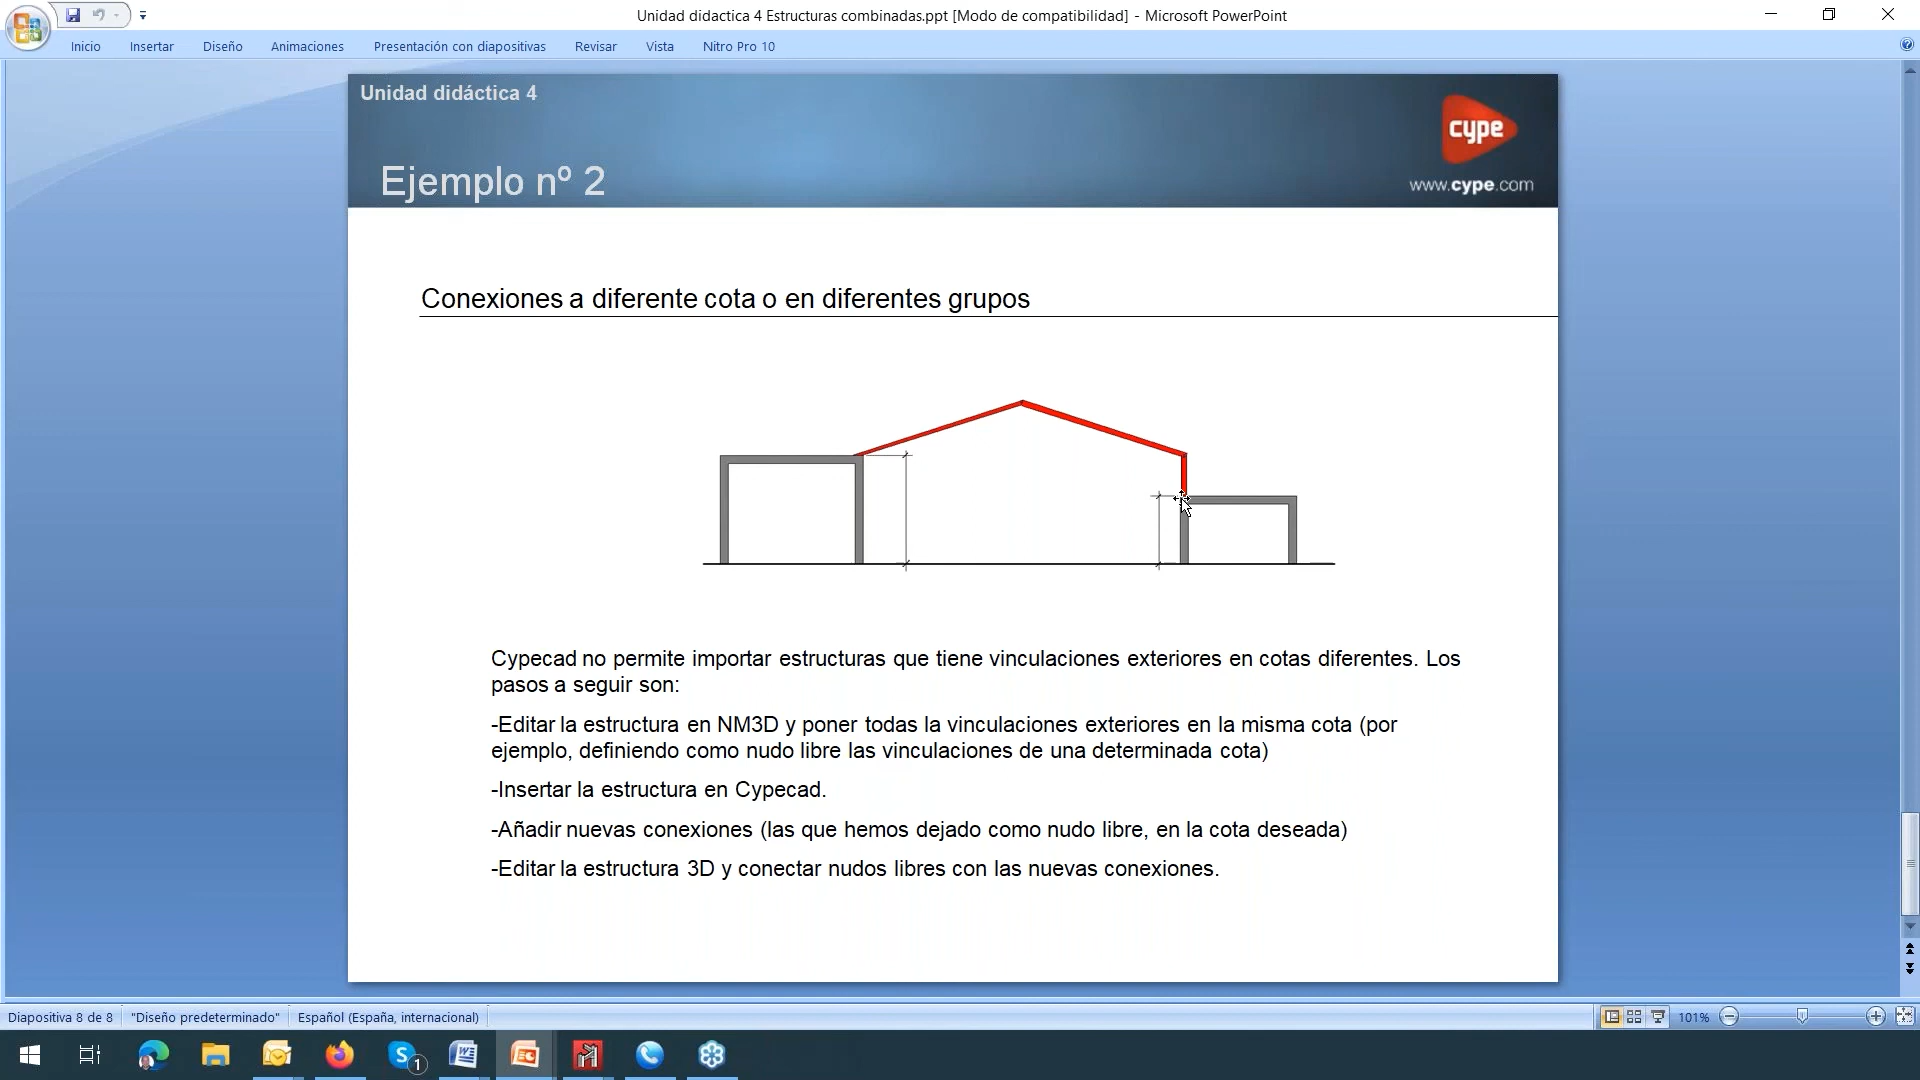 Unidad didactica 4 Estructuras combinadas.ppt [Modo de compatibilidad] - Microsoft PowerPoint
Inicio Insertar Diseño Animaciones Presentación con diapositivas Revisar Vista Nitro Pro 10
Unidad didáctica 4
cype
Ejemplo nº 2
www.cype.com
Conexiones a diferente cota o en diferentes grupos
Cypecad no permite importar estructuras que tiene vinculaciones exteriores en cotas diferentes. Los
pasos a seguir son:
-Editar la estructura en NM3D y poner todas la vinculaciones exteriores en la misma cota (por
ejemplo, definiendo como nudo libre las vinculaciones de una determinada cota)
-Insertar la estructura en Cypecad.
-Añadir nuevas conexiones (las que hemos dejado como nudo libre, en la cota deseada)
-Editar la estructura 3D y conectar nudos libres con las nuevas conexiones.
Diapositiva 8 de 8 "Diseño predeterminado" Español (España, internacional) 101%
1